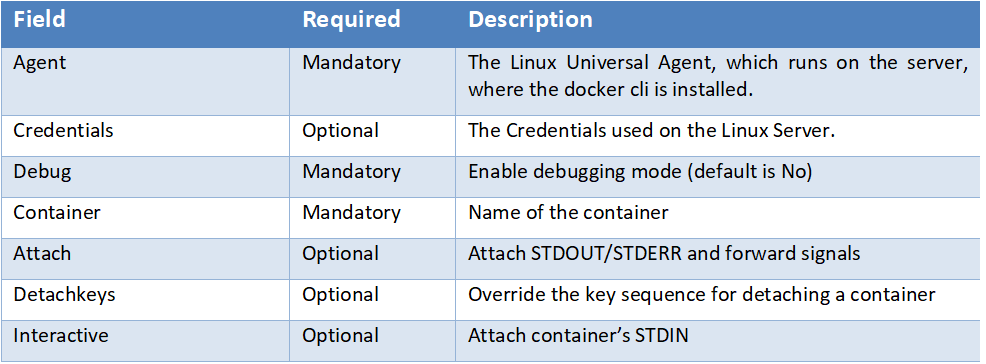 Field Required Description
Agent Mandatory The Linux Universal Agent, which runs on the server,
where the docker cli is installed.
Credentials Optional The Credentials used on the Linux Server.
Debug Mandatory Enable debugging mode (default is No)
Container Mandatory Name of the container
Attach Optional Attach STDOUT/STDERR and forward signals
Detachkeys Optional Override the key sequence for detaching a container
Interactive Optional Attach container’s STDIN